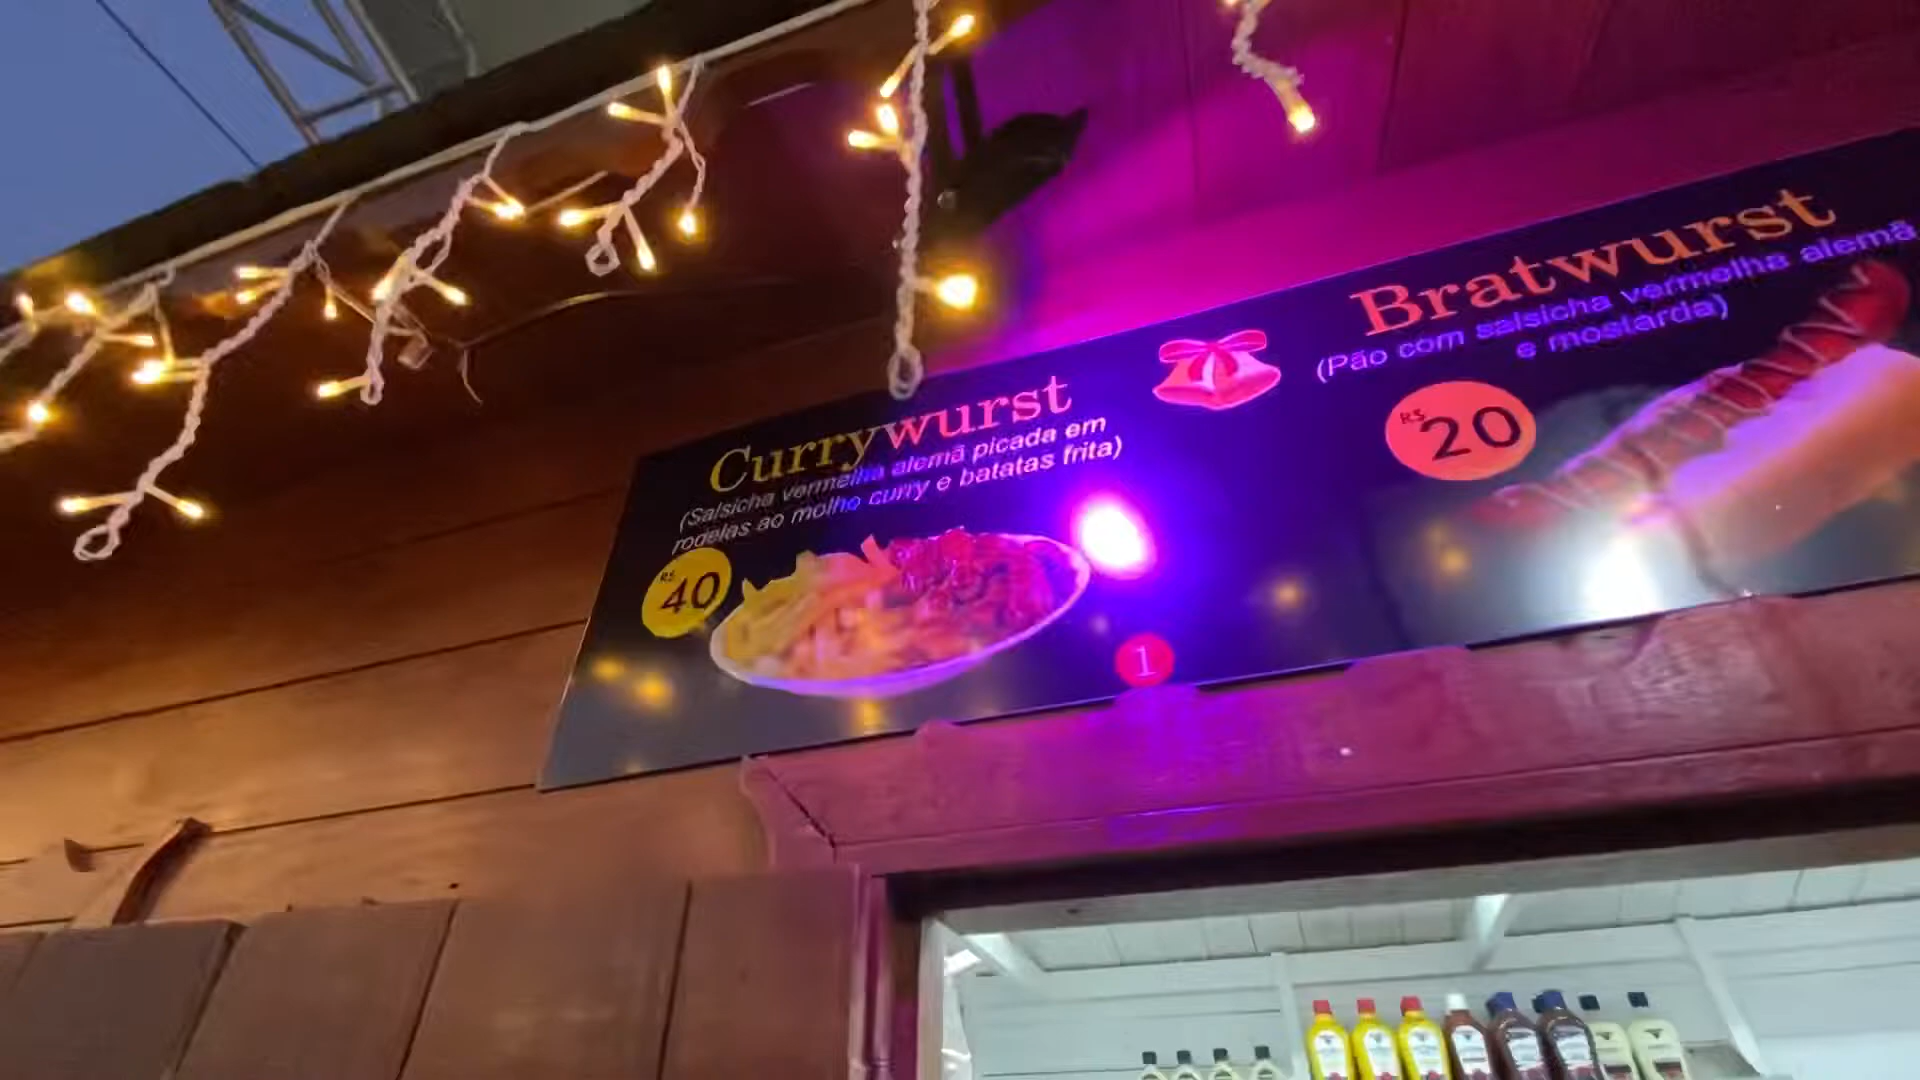 Currywurst
(Salsicha vermelha alemã picada em
rodelas ao molho curry e batatas frita)
R$ 40
1
Bratwurst
(Pão com salsicha vermelha alemã
e mostarda)
R$ 20